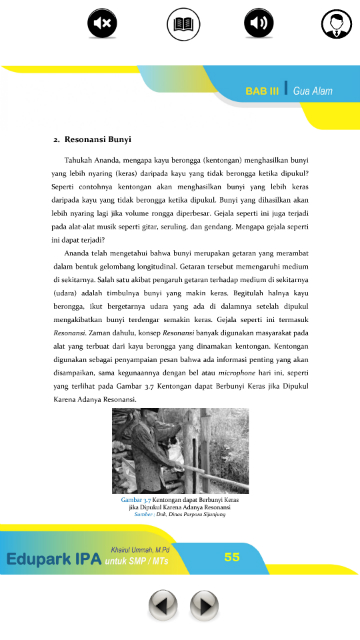 BAB III Gua Alam
2. Resonansi Bunyi
Tahukah Ananda, mengapa kayu berongga (kentongan) menghasilkan bunyi
yang lebih nyaring (keras) daripada kayu yang tidak berongga ketika dipukul?
Seperti contohnya kentongan akan menghasilkan bunyi yang lebih keras
daripada kayu yang tidak berongga ketika dipukul. Bunyi yang dihasilkan akan
lebih nyaring lagi jika volume rongga diperbesar. Gejala seperti ini juga terjadi
pada alat-alat musik seperti gitar, seruling, dan gendang. Mengapa gejala seperti
ini dapat terjadi?
Ananda telah mengetahui bahwa bunyi merupakan getaran yang merambat
dalam bentuk gelombang longitudinal. Getaran tersebut memengaruhi medium
di sekitarnya. Salah satu akibat pengaruh getaran terhadap medium di sekitarnya
(udara) adalah timbulnya bunyi yang makin keras. Begitulah halnya kayu
berongga, ikut bergetarnya udara yang ada di dalamnya setelah dipukul
mengakibatkan bunyi terdengar semakin keras. Gejala seperti ini termasuk
Resonansi. Zaman dahulu, konsep Resonansi banyak digunakan masyarakat pada
alat yang terbuat dari kayu berongga yang dinamakan kentongan. Kentongan
digunakan sebagai penyampaian pesan bahwa ada informasi penting yang akan
disampaikan, sama kegunaannya dengan bel atau microphone hari ini, seperti
yang terlihat pada Gambar 3.7 Kentongan dapat Berbunyi Keras jika Dipukul
Karena Adanya Resonansi.
Gambar 3.7 Kentongan dapat Berbunyi Keras
jika Dipukul Karena Adanya Resonansi
Sumber : Dok. Dinas Parpora Sijunjung
Khairul Ummah, M.Pd
Edupark IPA untuk SMP / MTs
55